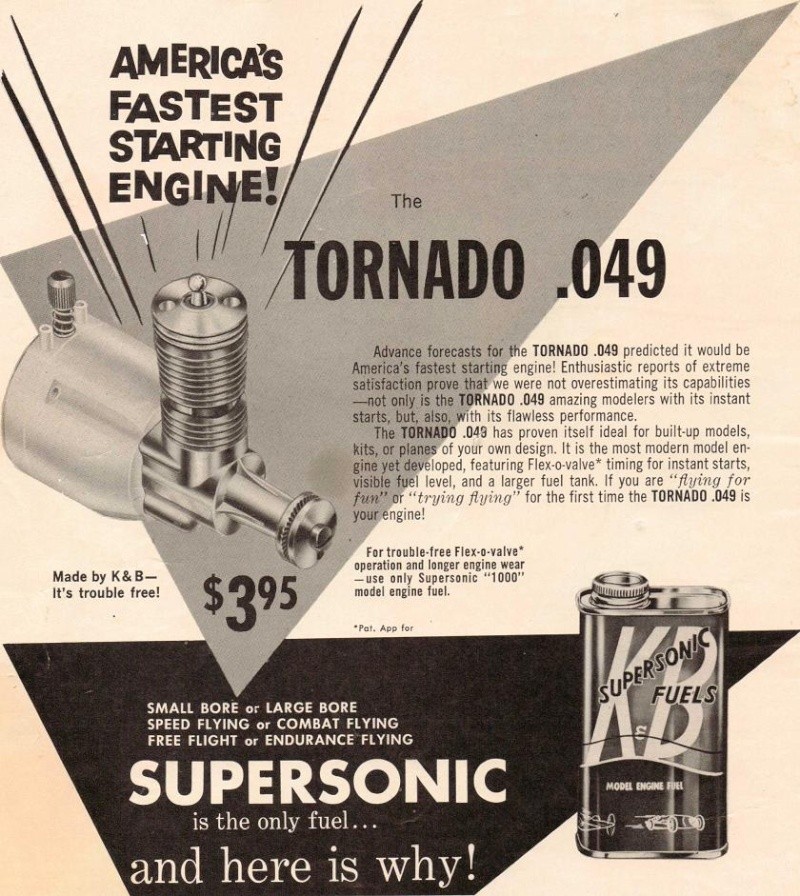 AMERICA'S
FASTEST
STARTING
ENGINE!
The
TORNADO .049
Advance forecasts for the TORNADO .049 predicted it would be
America's fastest starting engine! Enthusiastic reports of extreme
satisfaction prove that we were not overestimating its capabilities
—not only is the TORNADO .049 amazing modelers with its instant
starts, but, also, with its flawless performance.
The TORNADO .049 has proven itself ideal for built-up models,
kits, or planes of your own design. It is the most modern model en-
gine yet developed, featuring Flex-o-valve* timing for instant starts,
visible fuel level, and a larger fuel tank. If you are "flying for
fun" or "trying flying" for the first time the TORNADO .049 is
your engine!
Made by K&B—
It's trouble free!
$3.95
For trouble-free Flex-o-valve*
operation and longer engine wear
—use only Supersonic "1000"
model engine fuel.
*Pat. App for
SMALL BORE or LARGE BORE
SPEED FLYING or COMBAT FLYING
FREE FLIGHT or ENDURANCE FLYING
SUPERSONIC
is the only fuel...
and here is why!
K&B
SUPERSONIC
FUELS
MODEL ENGINE FUEL